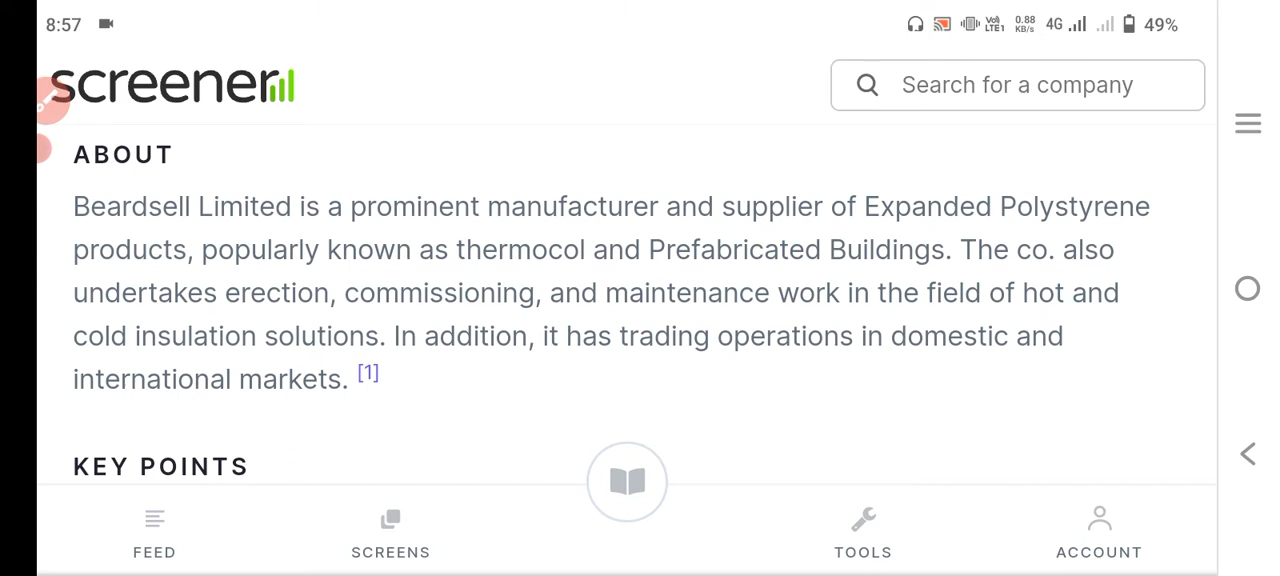 8:57 Vo) LTE1 0.88 KB/s 4G 49%
screener
Search for a company
ABOUT
Beardsell Limited is a prominent manufacturer and supplier of Expanded Polystyrene
products, popularly known as thermocol and Prefabricated Buildings. The co. also
undertakes erection, commissioning, and maintenance work in the field of hot and
cold insulation solutions. In addition, it has trading operations in domestic and
international markets. [1]
KEY POINTS
FEED SCREENS TOOLS ACCOUNT